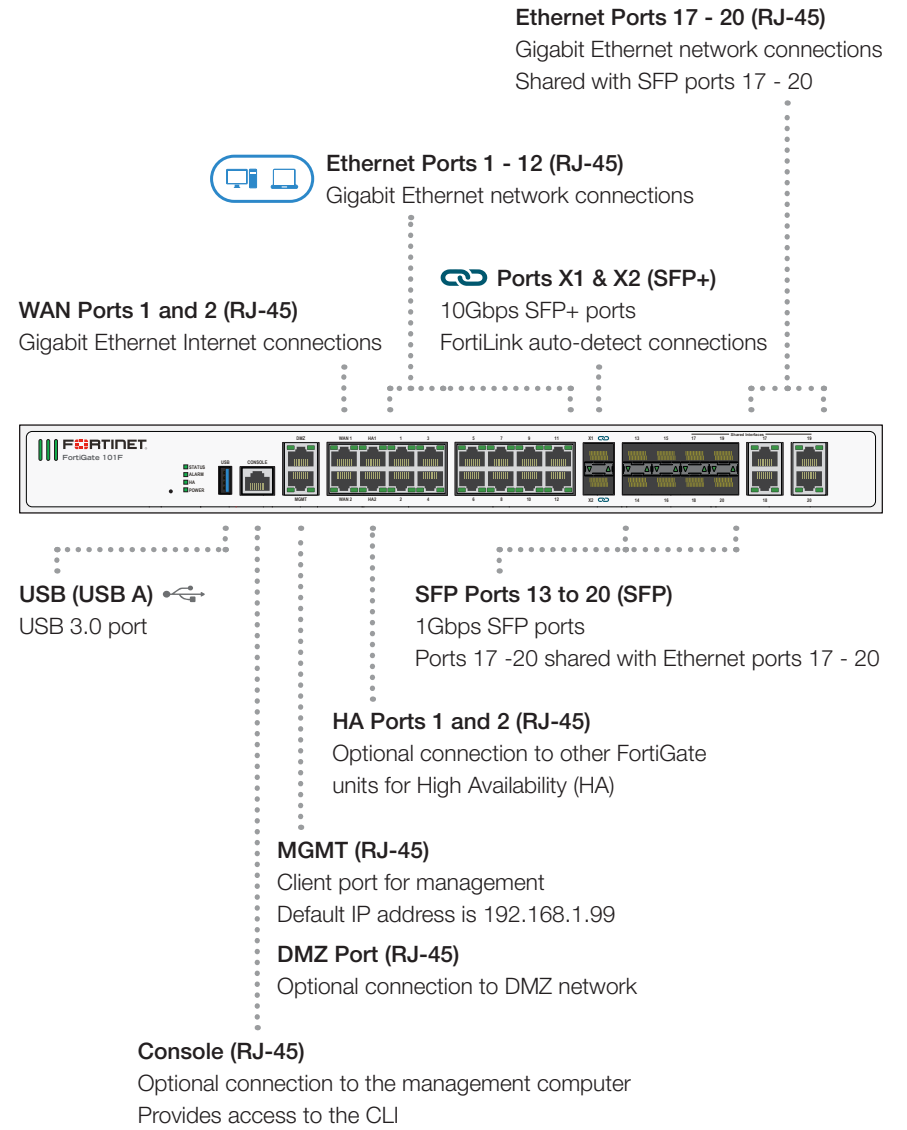 Ethernet Ports 17 - 20 (RJ-45)
Gigabit Ethernet network connections
Shared with SFP ports 17 - 20
Ethernet Ports 1 - 12 (RJ-45)
Gigabit Ethernet network connections
Ports X1 & X2 (SFP+)
10Gbps SFP+ ports
FortiLink auto-detect connections
WAN Ports 1 and 2 (RJ-45)
Gigabit Ethernet Internet connections
FORTINET
FortiGate 101F
STATUS
ALARM
HA
POWER
USB
CONSOLE
DMZ
MGMT
WAN 1 HA1 1 3
WAN 2 HA2 2 4
5 7 9 11
6 8 10 12
X1
X2
Shared Interfaces
13 15 17 19 17 19
14 16 18 20 18 20
USB (USB A)
USB 3.0 port
SFP Ports 13 to 20 (SFP)
1Gbps SFP ports
Ports 17 -20 shared with Ethernet ports 17 - 20
HA Ports 1 and 2 (RJ-45)
Optional connection to other FortiGate
units for High Availability (HA)
MGMT (RJ-45)
Client port for management
Default IP address is 192.168.1.99
DMZ Port (RJ-45)
Optional connection to DMZ network
Console (RJ-45)
Optional connection to the management computer
Provides access to the CLI